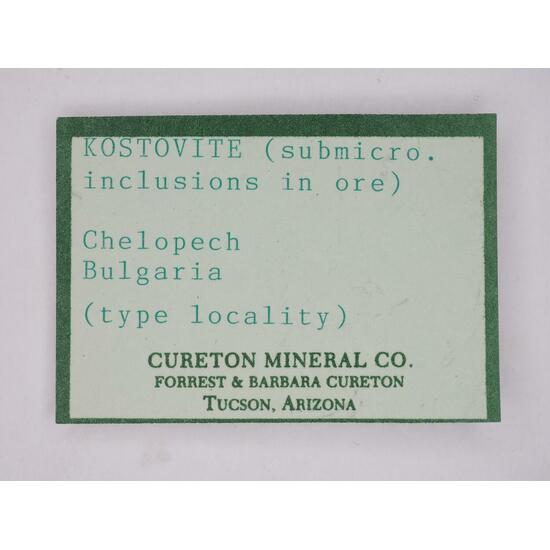 KOSTOVITE (submicro.
inclusions in ore)
Chelopech
Bulgaria
(type locality)
CURETON MINERAL CO.
FORREST & BARBARA CURETON
TUCSON, ARIZONA